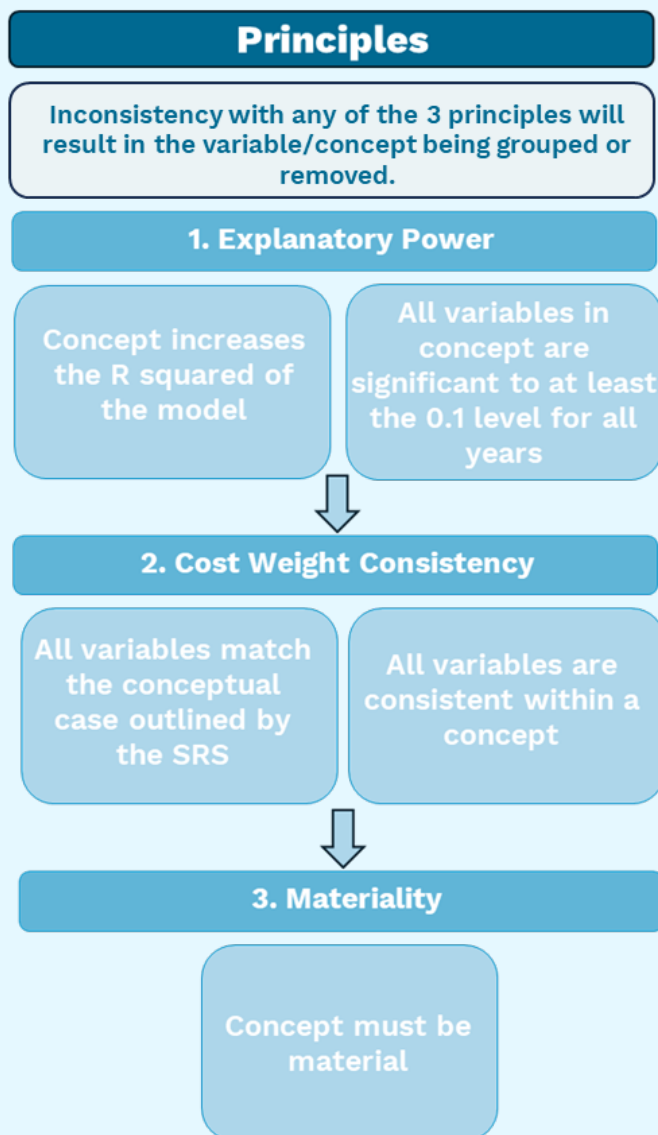 Principles
Inconsistency with any of the 3 principles will
result in the variable/concept being grouped or
removed.
1. Explanatory Power
Concept increases
the R squared of
the model
All variables in
concept are
significant to at least
the 0.1 level for all
years
2. Cost Weight Consistency
All variables match
the conceptual
case outlined by
the SRS
All variables are
consistent within a
concept
3. Materiality
Concept must be
material